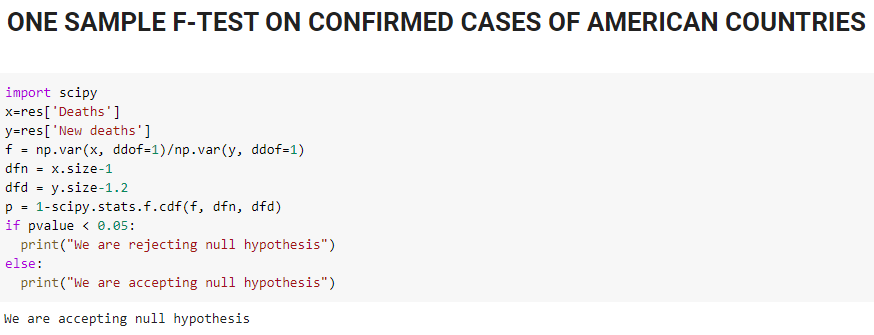 ONE SAMPLE F-TEST ON CONFIRMED CASES OF AMERICAN COUNTRIES
import scipy
x=res['Deaths']
y=res['New deaths']
f = np.var(x, ddof=1)/np.var(y, ddof=1)
dfn = x.size-1
dfd = y.size-1.2
p = 1-scipy.stats.f.cdf(f, dfn, dfd)
if pvalue < 0.05:
  print("We are rejecting null hypothesis")
else:
  print("We are accepting null hypothesis")
We are accepting null hypothesis